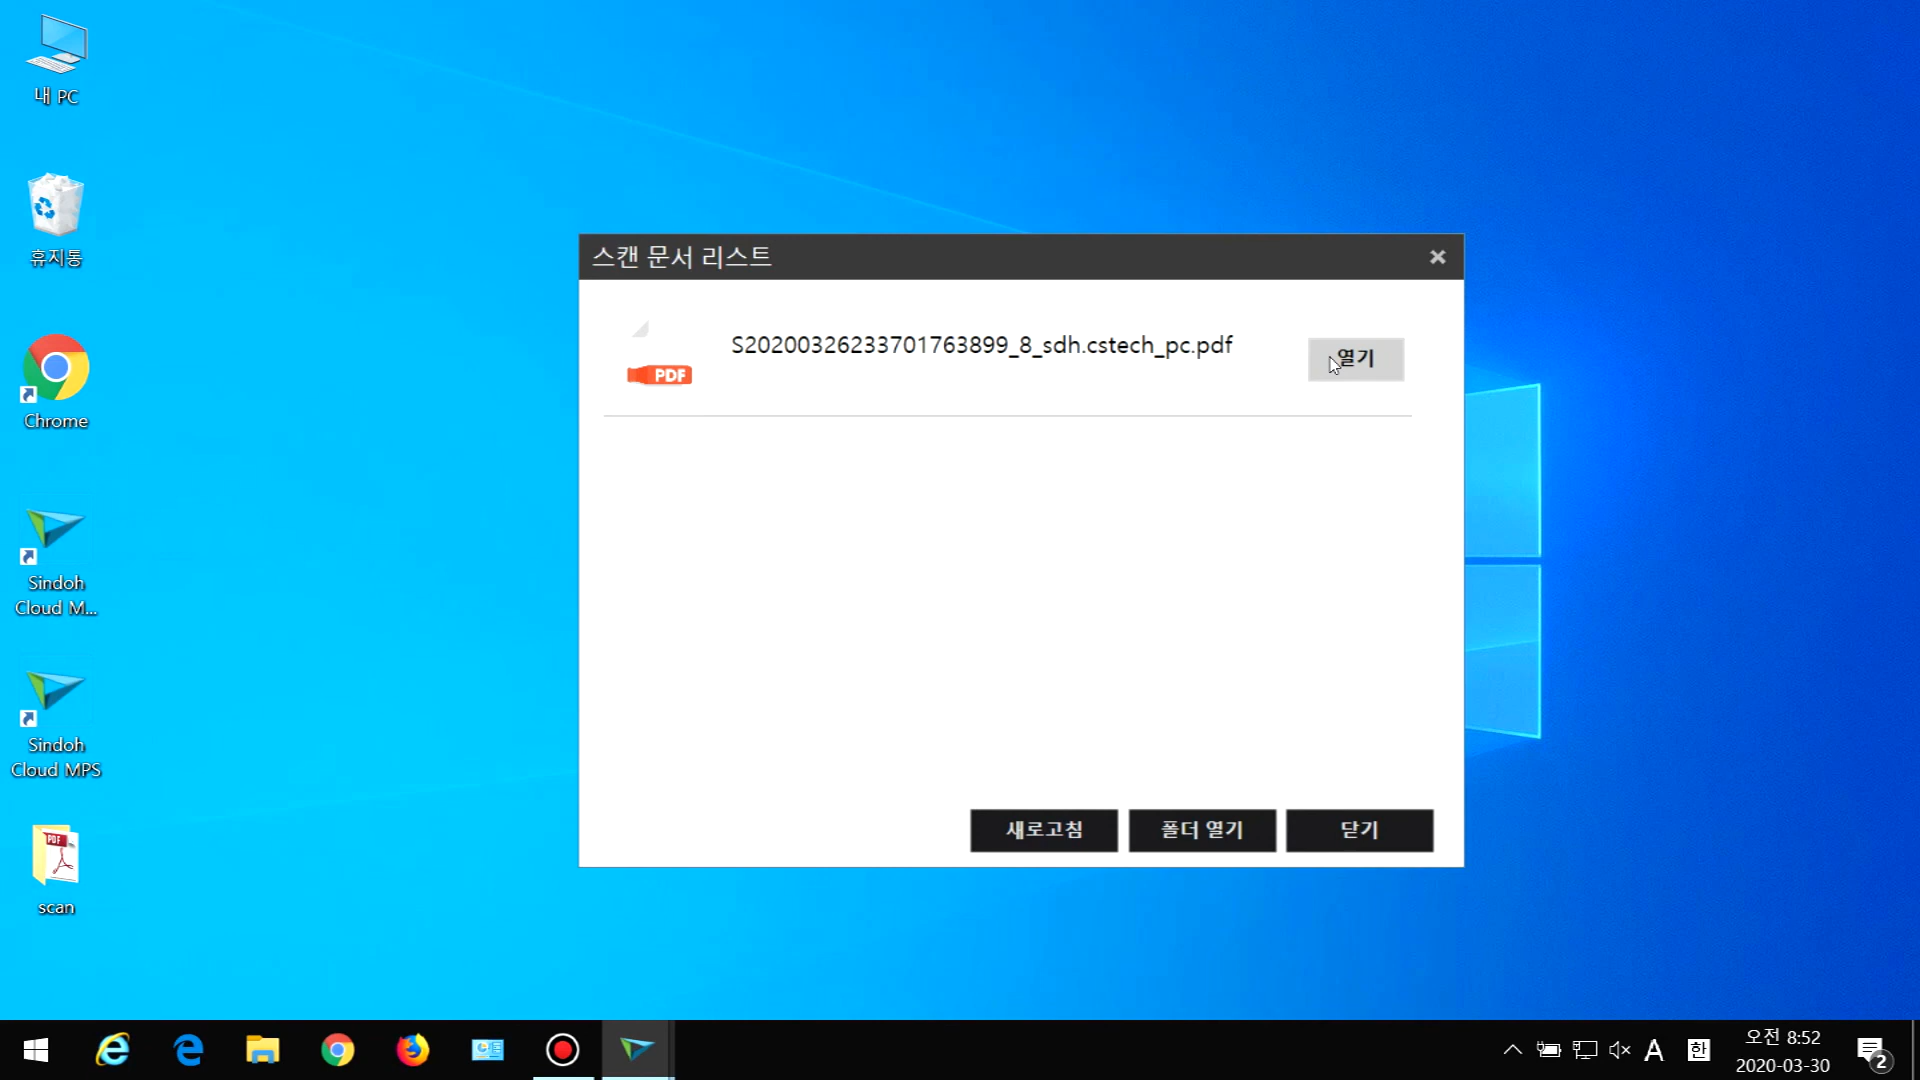 내 PC
휴지통
Chrome
Sindoh
Cloud M...
Sindoh
Cloud MPS
PDF
scan
스캔 문서 리스트
S20200326233701763899_8_sdh.cstech_pc.pdf
PDF
열기
새로고침
폴더 열기
닫기
A
한
오전 8:52
2020-03-30
2